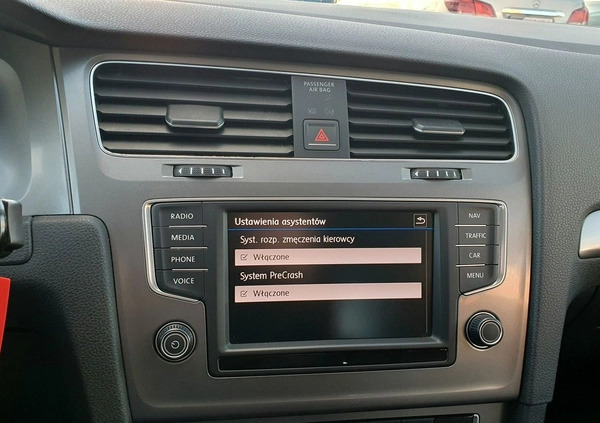 PASSENGER
AIR BAG
RADIO
MEDIA
PHONE
VOICE
Ustawienia asystentów
Syst. rozp. zmęczenia kierowcy
Włączone
System PreCrash
Włączone
NAV
TRAFFIC
CAR
MENU